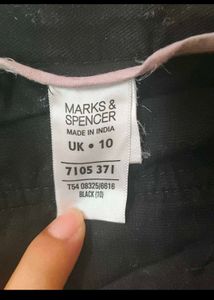 MARKS &
SPENCER
MADE IN INDIA
UK • 10
7105 371
T54 08325/6616
BLACK (10)